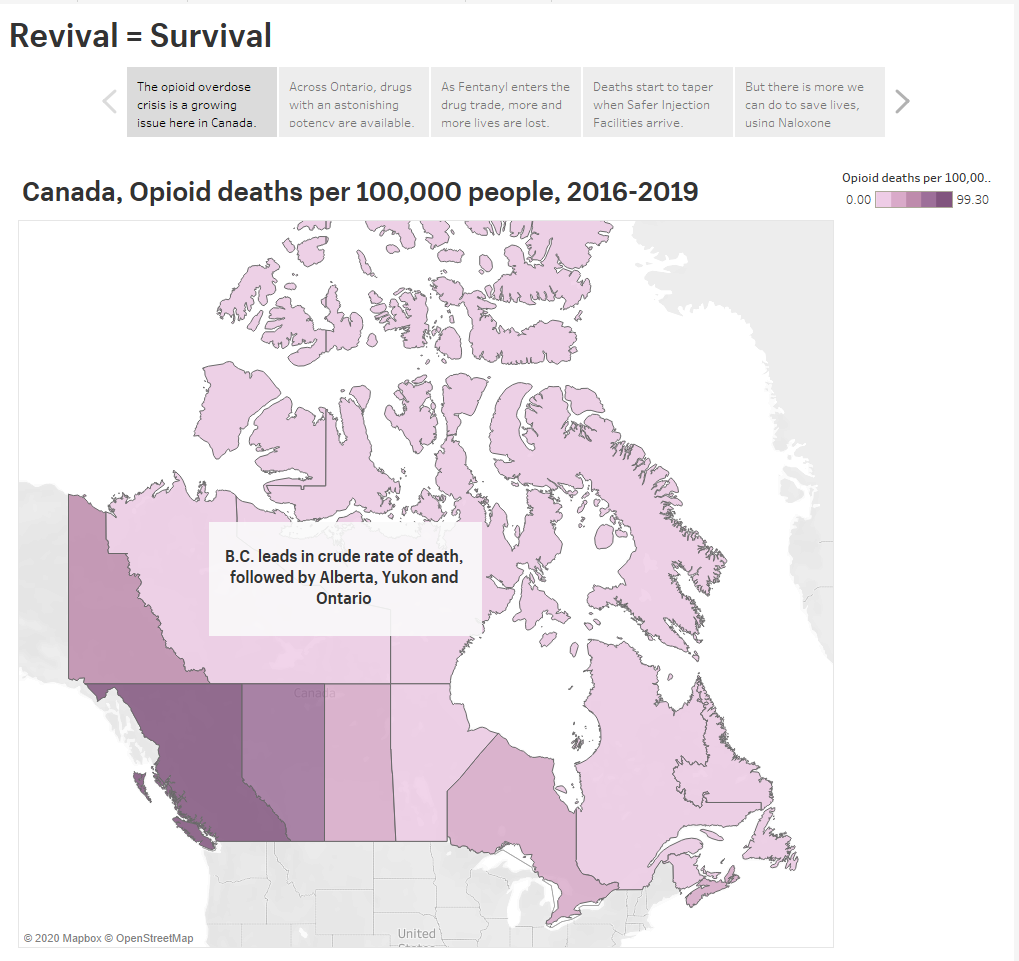 Revival = Survival
The opioid overdose
crisis is a growing
issue here in Canada.
Across Ontario, drugs
with an astonishing
potency are available.
As Fentanyl enters the
drug trade, more and
more lives are lost.
Deaths start to taper
when Safer Injection
Facilities arrive.
But there is more we
can do to save lives,
using Naloxone
Canada, Opioid deaths per 100,000 people, 2016-2019
Opioid deaths per 100,00..
0.00 99.30
B.C. leads in crude rate of death,
followed by Alberta, Yukon and
Ontario
Canada
United
States
© 2020 Mapbox © OpenStreetMap